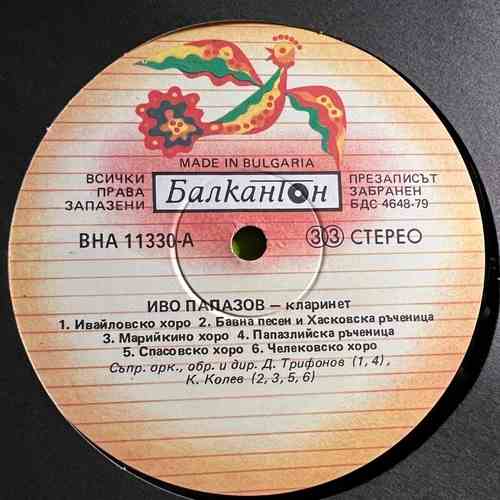 MADE IN BULGARIA
ВСИЧКИ
ПРАВА
ЗАПАЗЕНИ
Балкантон
ПРЕЗАПИСЪТ
ЗАБРАНЕН
БДС 4648-79
ВНА 11330-А
33 СТЕРЕО
ИВО ПАПАЗОВ — кларинет
1. Ивайловско хоро 2. Бавна песен и Хасковска ръченица
3. Марийкино хоро 4. Папазлийска ръченица
5. Спасовско хоро 6. Челековско хоро
Съпр. орк., обр. и дир. Д. Трифонов (1, 4),
К. Колев (2, 3, 5, 6)